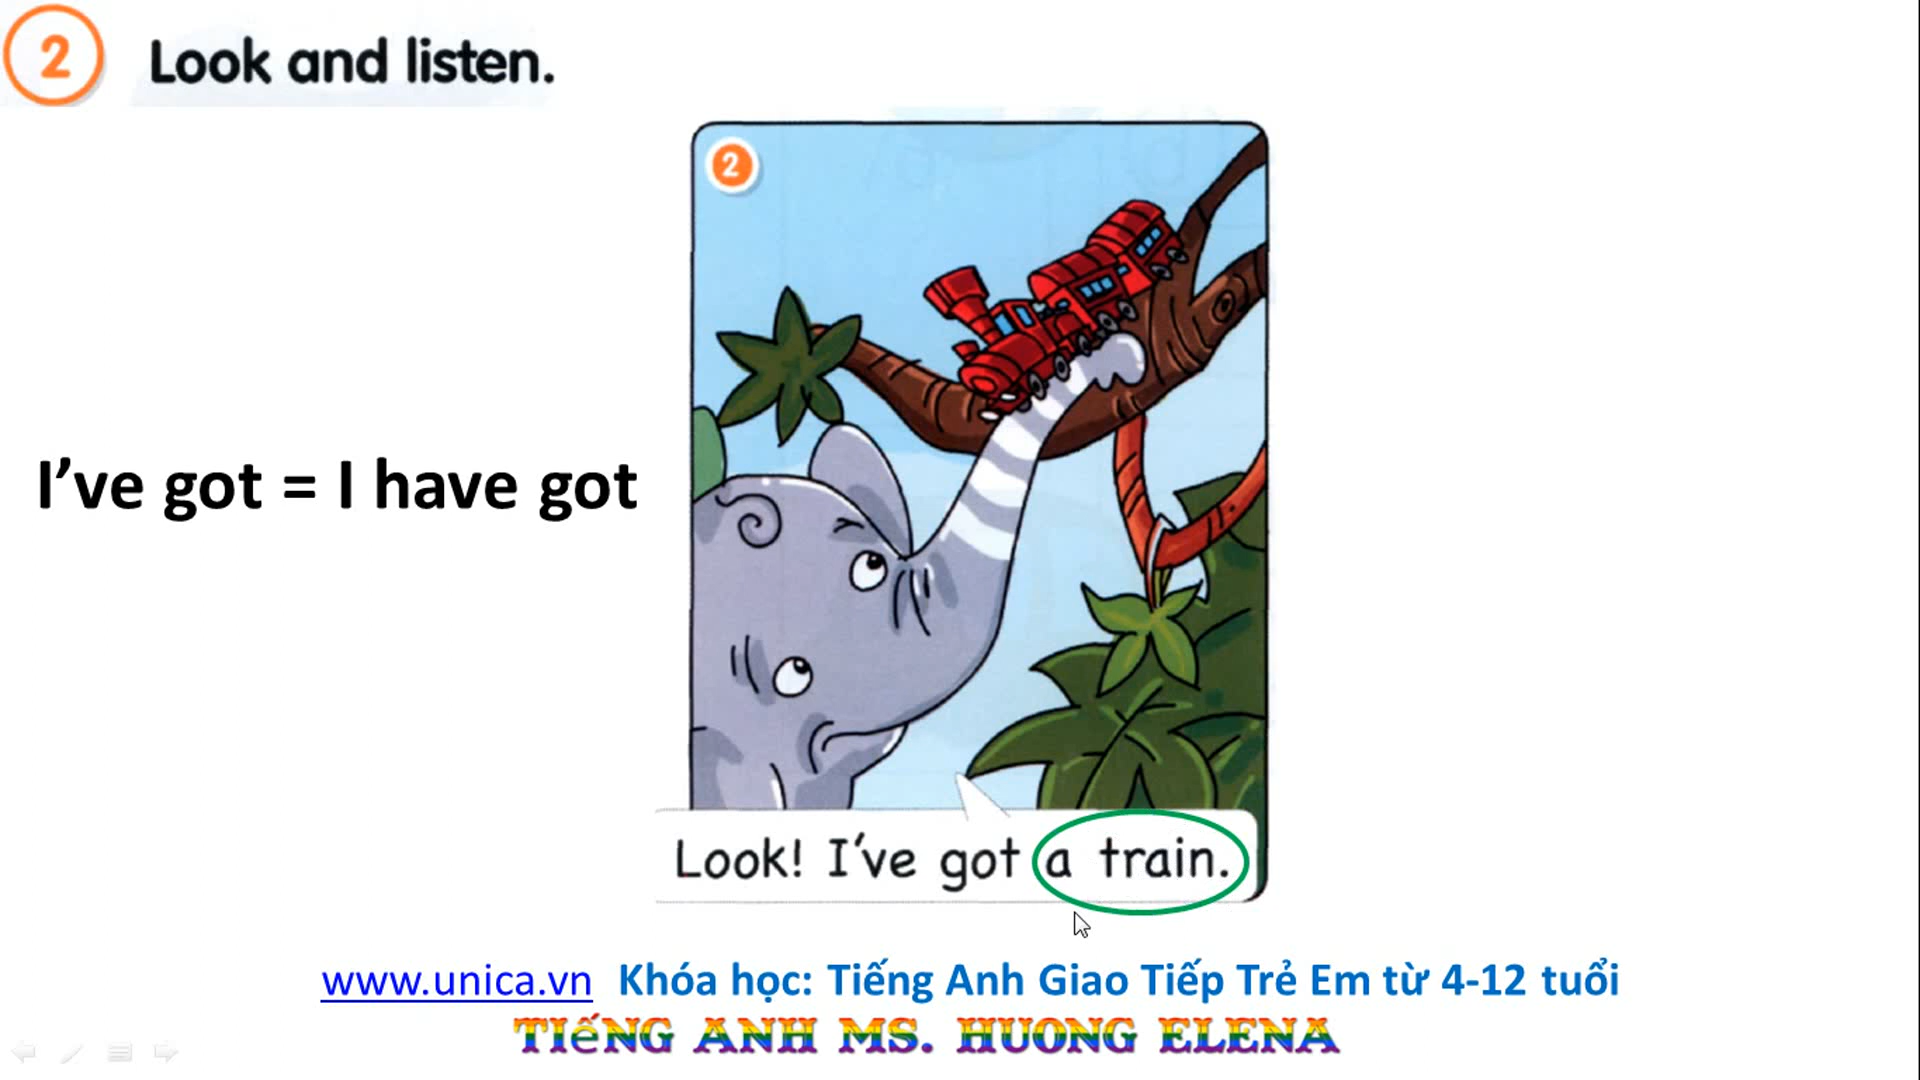 2 Look and listen.
2
I've got = I have got
Look! I've got a train.
www.unica.vn Khóa học: Tiếng Anh Giao Tiếp Trẻ Em từ 4-12 tuổi
TIếNG ANH MS. HUONG ELENA